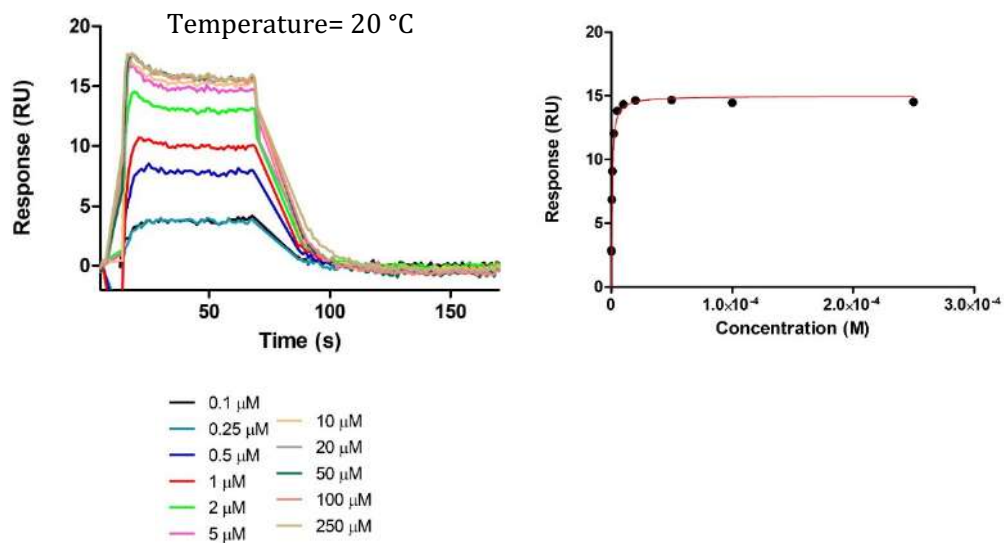 Temperature= 20 °C
20
15
10
5
0
Response (RU)
50
100
150
Time (s)
20
15
10
5
0
Response (RU)
0
1.0×10⁻⁴
2.0×10⁻⁴
3.0×10⁻⁴
Concentration (M)
0.1 μM
0.25 μM
0.5 μM
1 μM
2 μM
5 μM
10 μM
20 μM
50 μM
100 μM
250 μM